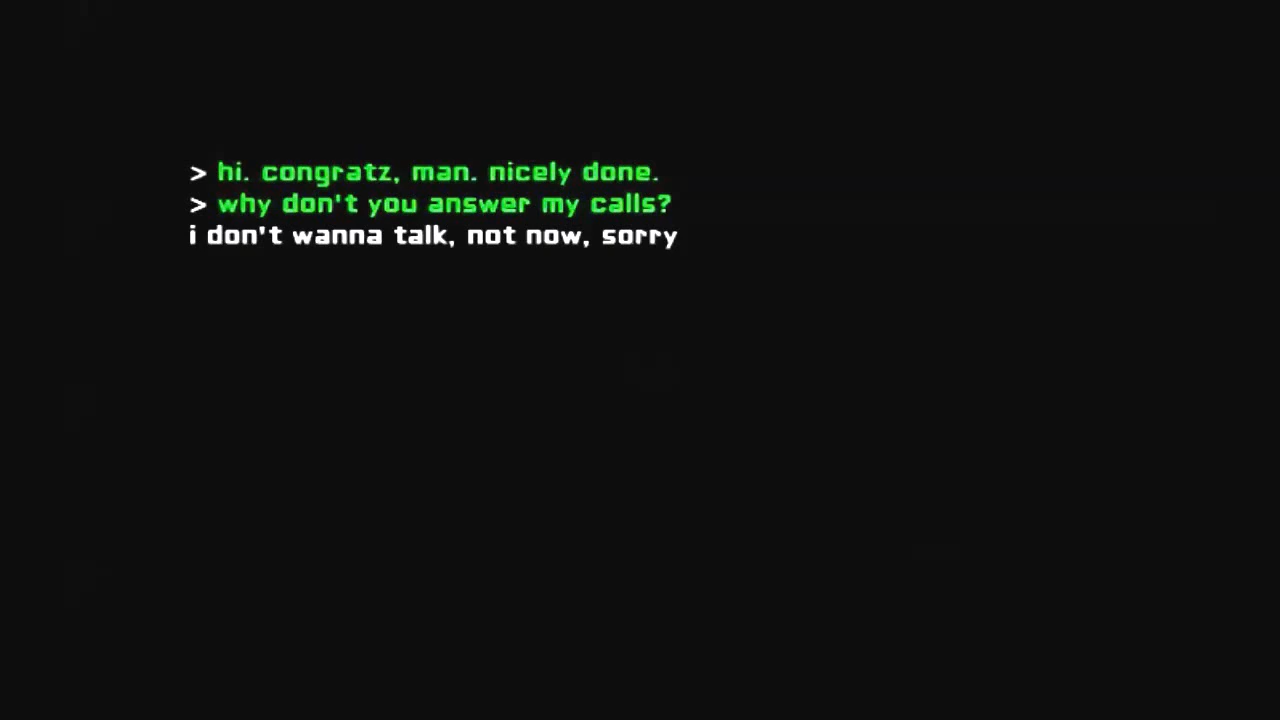 > hi. congratz, man. nicely done.
> why don't you answer my calls?
i don't wanna talk, not now, sorry